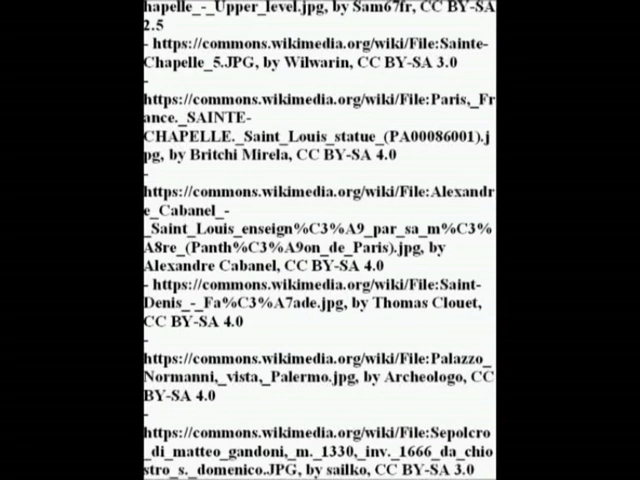 hapelle_-_Upper_level.jpg, by Sam67fr, CC BY-SA
2.5
- https://commons.wikimedia.org/wiki/File:Sainte-
Chapelle_5.JPG, by Wilwarin, CC BY-SA 3.0
-
https://commons.wikimedia.org/wiki/File:Paris,_Fr
ance._SAINTE-
CHAPELLE._Saint_Louis_statue_(PA00086001).j
pg, by Britchi Mirela, CC BY-SA 4.0
-
https://commons.wikimedia.org/wiki/File:Alexandr
e_Cabanel_-
_Saint_Louis_enseign%C3%A9_par_sa_m%C3%
A8re_(Panth%C3%A9on_de_Paris).jpg, by
Alexandre Cabanel, CC BY-SA 4.0
- https://commons.wikimedia.org/wiki/File:Saint-
Denis_-_Fa%C3%A7ade.jpg, by Thomas Clouet,
CC BY-SA 4.0
-
https://commons.wikimedia.org/wiki/File:Palazzo_
Normanni,_vista,_Palermo.jpg, by Archeologo, CC
BY-SA 4.0
-
https://commons.wikimedia.org/wiki/File:Sepolcro
_di_matteo_gandoni,_m._1330,_inv._1666_da_chio
stro_s._domenico.JPG, by sailko, CC BY-SA 3.0